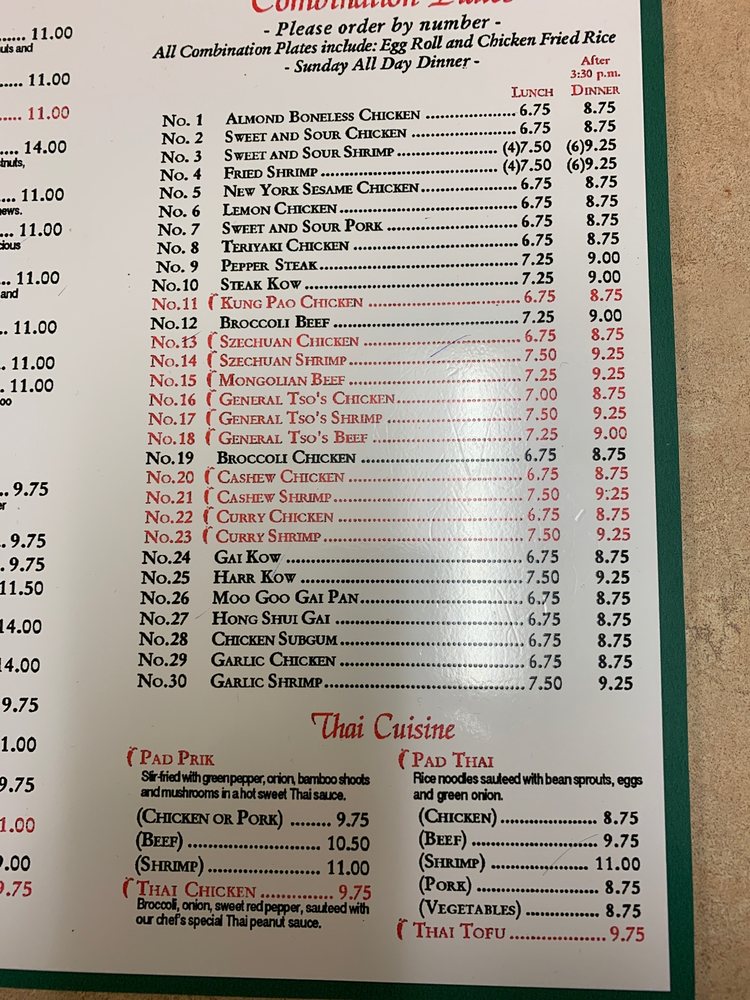 Combination Plates
- Please order by number -
All Combination Plates include: Egg Roll and Chicken Fried Rice
- Sunday All Day Dinner -
After
3:30 p.m.
LUNCH DINNER
No. 1 ALMOND BONELESS CHICKEN 6.75 8.75
No. 2 SWEET AND SOUR CHICKEN 6.75 8.75
No. 3 SWEET AND SOUR SHRIMP (4)7.50 (6)9.25
No. 4 FRIED SHRIMP (4)7.50 (6)9.25
No. 5 NEW YORK SESAME CHICKEN 6.75 8.75
No. 6 LEMON CHICKEN 6.75 8.75
No. 7 SWEET AND SOUR PORK 6.75 8.75
No. 8 TERIYAKI CHICKEN 6.75 8.75
No. 9 PEPPER STEAK 7.25 9.00
No.10 STEAK KOW 7.25 9.00
No.11 KUNG PAO CHICKEN 6.75 8.75
No.12 BROCCOLI BEEF 7.25 9.00
No.13 SZECHUAN CHICKEN 6.75 8.75
No.14 SZECHUAN SHRIMP 7.50 9.25
No.15 MONGOLIAN BEEF 7.25 9.25
No.16 GENERAL TSO'S CHICKEN 7.00 8.75
No.17 GENERAL TSO'S SHRIMP 7.50 9.25
No.18 GENERAL TSO'S BEEF 7.25 9.00
No.19 BROCCOLI CHICKEN 6.75 8.75
No.20 CASHEW CHICKEN 6.75 8.75
No.21 CASHEW SHRIMP 7.50 9:25
No.22 CURRY CHICKEN 6.75 8.75
No.23 CURRY SHRIMP 7.50 9.25
No.24 GAI KOW 6.75 8.75
No.25 HARR KOW 7.50 9.25
No.26 MOO GOO GAI PAN 6.75 8.75
No.27 HONG SHUI GAI 6.75 8.75
No.28 CHICKEN SUBGUM 6.75 8.75
No.29 GARLIC CHICKEN 6.75 8.75
No.30 GARLIC SHRIMP 7.50 9.25
Thai Cuisine
PAD PRIK
Stir-fried with green pepper, onion, bamboo shoots
and mushrooms in a hot sweet Thai sauce.
(CHICKEN OR PORK) 9.75
(BEEF) 10.50
(SHRIMP) 11.00
THAI CHICKEN 9.75
Broccoli, onion, sweet red pepper, sauteed with
our chef's special Thai peanut sauce.
PAD THAI
Rice noodles sauteed with bean sprouts, eggs
and green onion.
(CHICKEN) 8.75
(BEEF) 9.75
(SHRIMP) 11.00
(PORK) 8.75
(VEGETABLES) 8.75
THAI TOFU 9.75
11.00
and
11.00
11.00
14.00
11.00
11.00
11.00
and
11.00
11.00
11.00
9.75
9.75
9.75
11.50
14.00
14.00
9.75
9.75